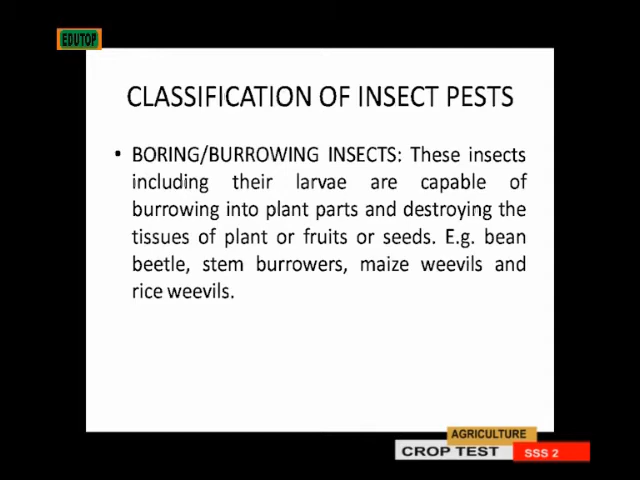 EDUTOP
CLASSIFICATION OF INSECT PESTS
• BORING/BURROWING INSECTS: These insects
including their larvae are capable of
burrowing into plant parts and destroying the
tissues of plant or fruits or seeds. E.g. bean
beetle, stem burrowers, maize weevils and
rice weevils.
AGRICULTURE
CROP TEST SSS 2